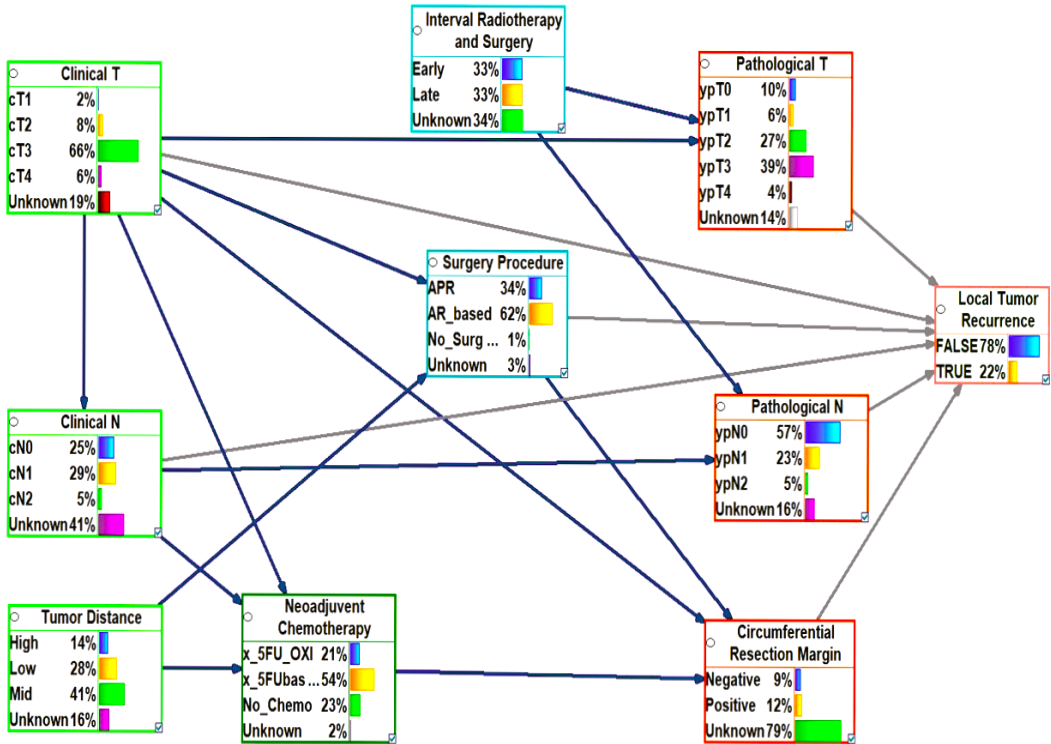 Interval Radiotherapy
and Surgery
Early 33%
Late 33%
Unknown 34%
Clinical T
cT1 2%
cT2 8%
cT3 66%
cT4 6%
Unknown 19%
Pathological T
ypT0 10%
ypT1 6%
ypT2 27%
ypT3 39%
ypT4 4%
Unknown 14%
Surgery Procedure
APR 34%
AR_based 62%
No_Surg ... 1%
Unknown 3%
Local Tumor
Recurrence
FALSE 78%
TRUE 22%
Clinical N
cN0 25%
cN1 29%
cN2 5%
Unknown 41%
Pathological N
ypN0 57%
ypN1 23%
ypN2 5%
Unknown 16%
Tumor Distance
High 14%
Low 28%
Mid 41%
Unknown 16%
Neoadjuvent
Chemotherapy
x_5FU_OXI 21%
x_5FUbas ... 54%
No_Chemo 23%
Unknown 2%
Circumferential
Resection Margin
Negative 9%
Positive 12%
Unknown 79%